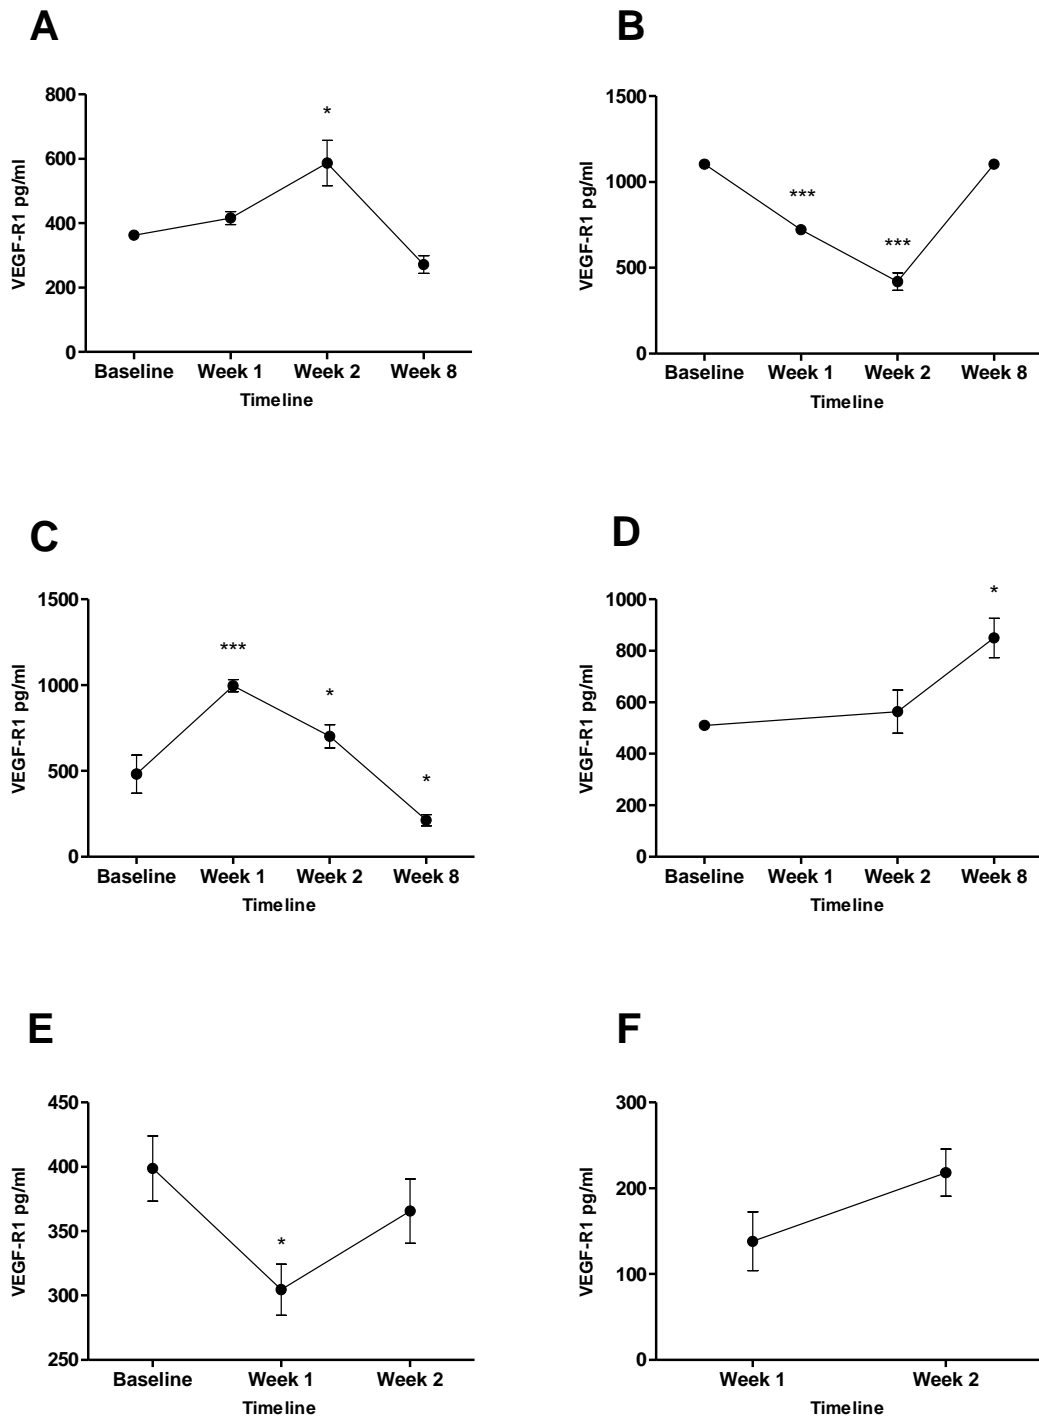 A
VEGF-R1 pg/ml
800
600
400
200
0
*
Baseline Week 1 Week 2 Week 8
Timeline
B
VEGF-R1 pg/ml
1500
1000
500
0
***
***
Baseline Week 1 Week 2 Week 8
Timeline
C
VEGF-R1 pg/ml
1500
1000
500
0
***
*
*
Baseline Week 1 Week 2 Week 8
Timeline
D
VEGF-R1 pg/ml
1000
800
600
400
200
0
*
Baseline Week 1 Week 2 Week 8
Timeline
E
VEGF-R1 pg/ml
450
400
350
300
250
*
Baseline Week 1 Week 2
Timeline
F
VEGF-R1 pg/ml
300
200
100
0
Week 1 Week 2
Timeline